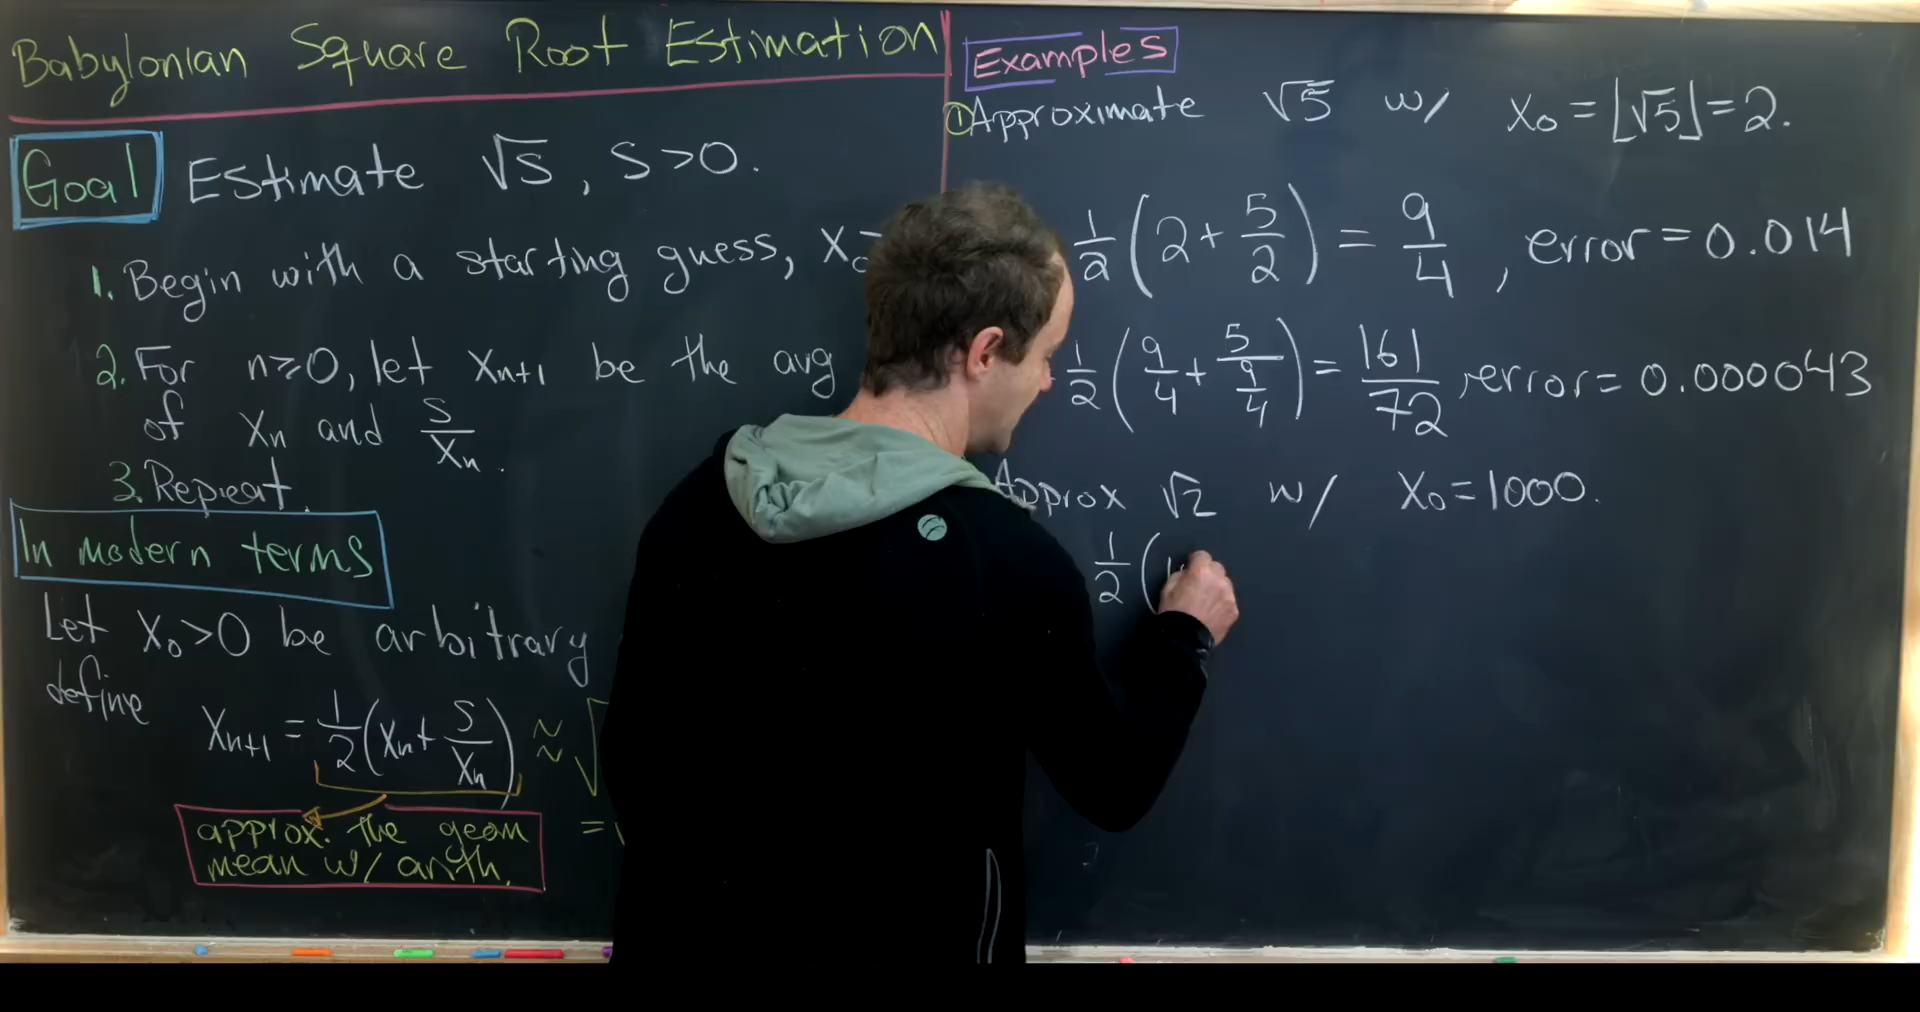 Babylonian Square Root Estimation
Goal Estimate √S, S>0.
1. Begin with a starting guess, x₀
2. For n≥0, let xₙ₊₁ be the avg
of xₙ and S/xₙ.
3. Repeat.
In modern terms
Let x₀>0 be arbitrary
define
xₙ₊₁ = 1/2(xₙ+S/xₙ) ≈ √
approx. the geom
mean w/ arith.
=
Examples
① Approximate √5 w/ x₀=⌊√5⌋=2.
1/2(2+5/2) = 9/4, error=0.014
1/2(9/4+5/(9/4)) = 161/72, error=0.000043
Approx √2 w/ x₀=1000.
1/2(1